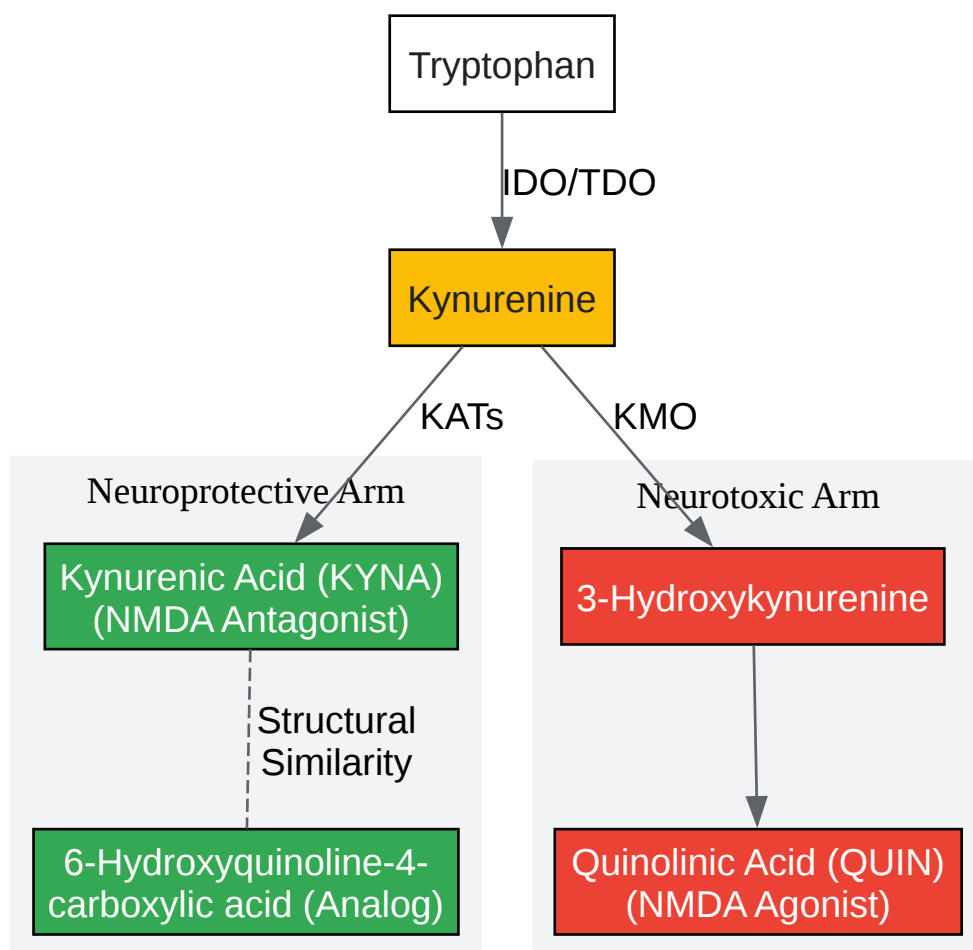 Tryptophan
IDO/TDO
Kynurenine
KATs
KMO
Neuroprotective Arm
Neurotoxic Arm
Kynurenic Acid (KYNA)
(NMDA Antagonist)
3-Hydroxykynurenine
Structural
Similarity
6-Hydroxyquinoline-4-
carboxylic acid (Analog)
Quinolinic Acid (QUIN)
(NMDA Agonist)